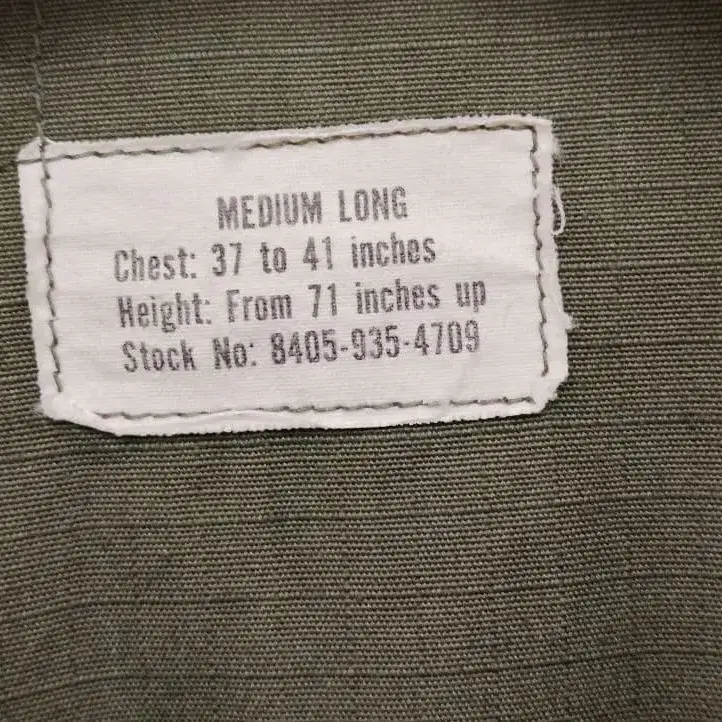 MEDIUM LONG
Chest: 37 to 41 inches
Height: From 71 inches up
Stock No: 8405-935-4709